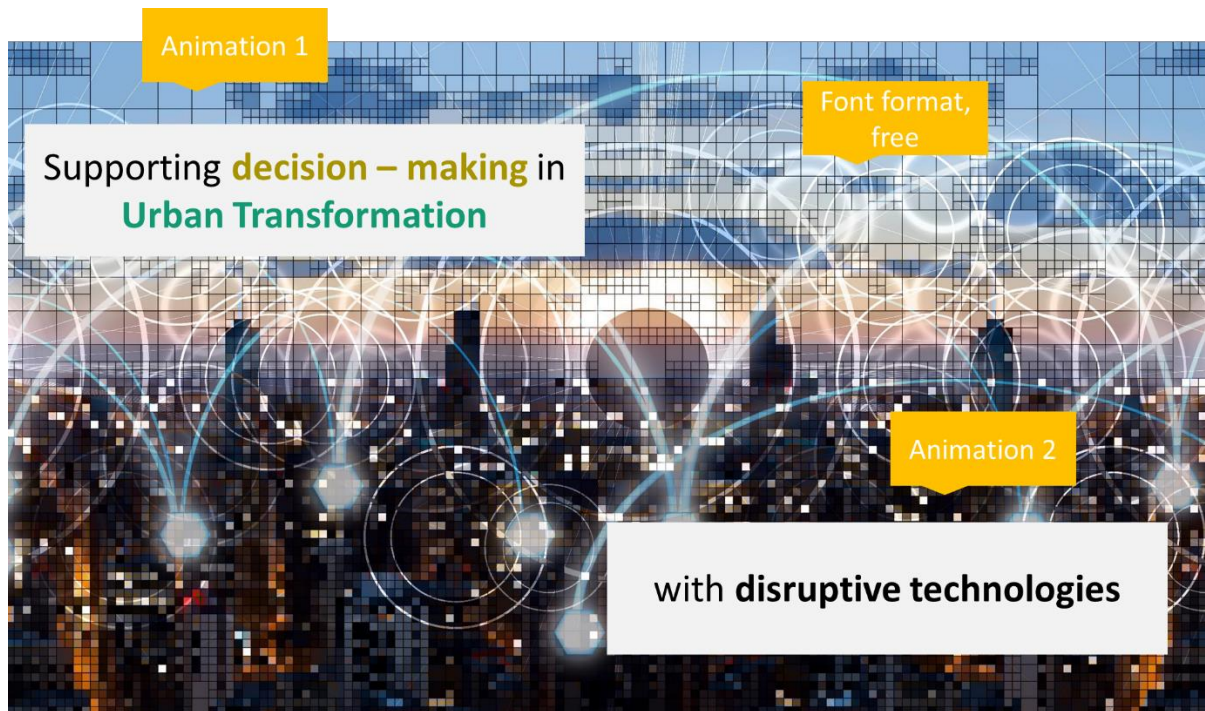 Animation 1
Font format,
free
Supporting decision – making in
Urban Transformation
Animation 2
with disruptive technologies